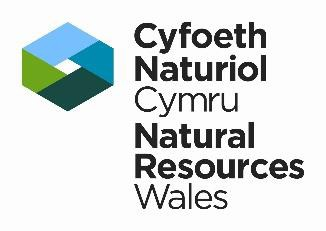 Cyfoeth
Naturiol
Cymru
Natural
Resources
Wales